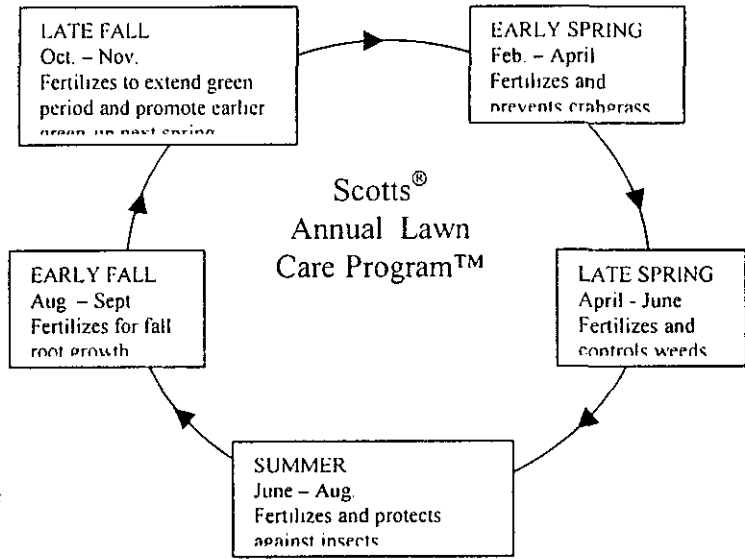 LATE FALL
Oct. – Nov.
Fertilizes to extend green
period and promote earlier
green up next spring
EARLY SPRING
Feb. – April
Fertilizes and
prevents crabgrass
Scotts®
Annual Lawn
Care Program™
EARLY FALL
Aug – Sept
Fertilizes for fall
root growth
LATE SPRING
April - June
Fertilizes and
controls weeds
SUMMER
June – Aug.
Fertilizes and protects
against insects